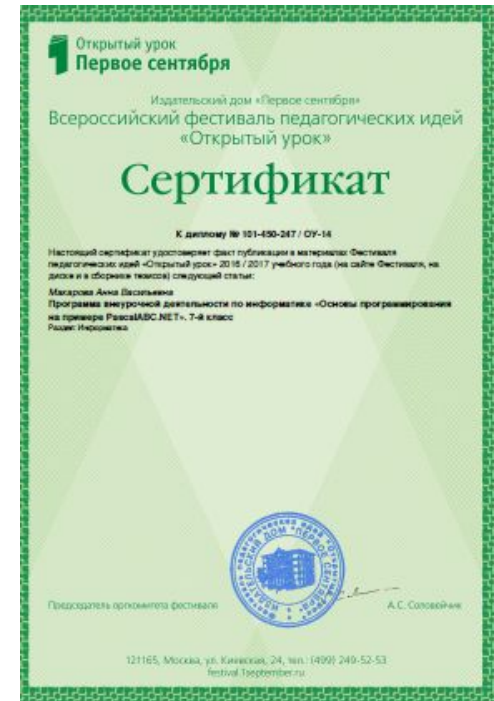 Открытый урок
Первое сентября
Издательский дом «Первое сентября»
Всероссийский фестиваль педагогических идей
«Открытый урок»
Сертификат
К диплому № 101-450-247 / ОУ-14
Настоящий сертификат удостоверяет факт публикации в материалах Фестиваля
педагогических идей «Открытый урок» 2016 / 2017 учебного года (на сайте Фестиваля, на
диске и в сборнике тезисов) следующей статьи:
Макарова Анна Васильевна
Программа внеурочной деятельности по информатике «Основы программирования
на примере PascalABC.NET». 7-й класс
Раздел: Информатика
ИЗДАТЕЛЬСКИЙ ДОМ "ПЕРВОЕ СЕНТЯБРЯ"
Председатель оргкомитета фестиваля
А.С. Соловейчик
121165, Москва, ул. Киевская, 24, тел.: (499) 249-52-53
festival.1september.ru